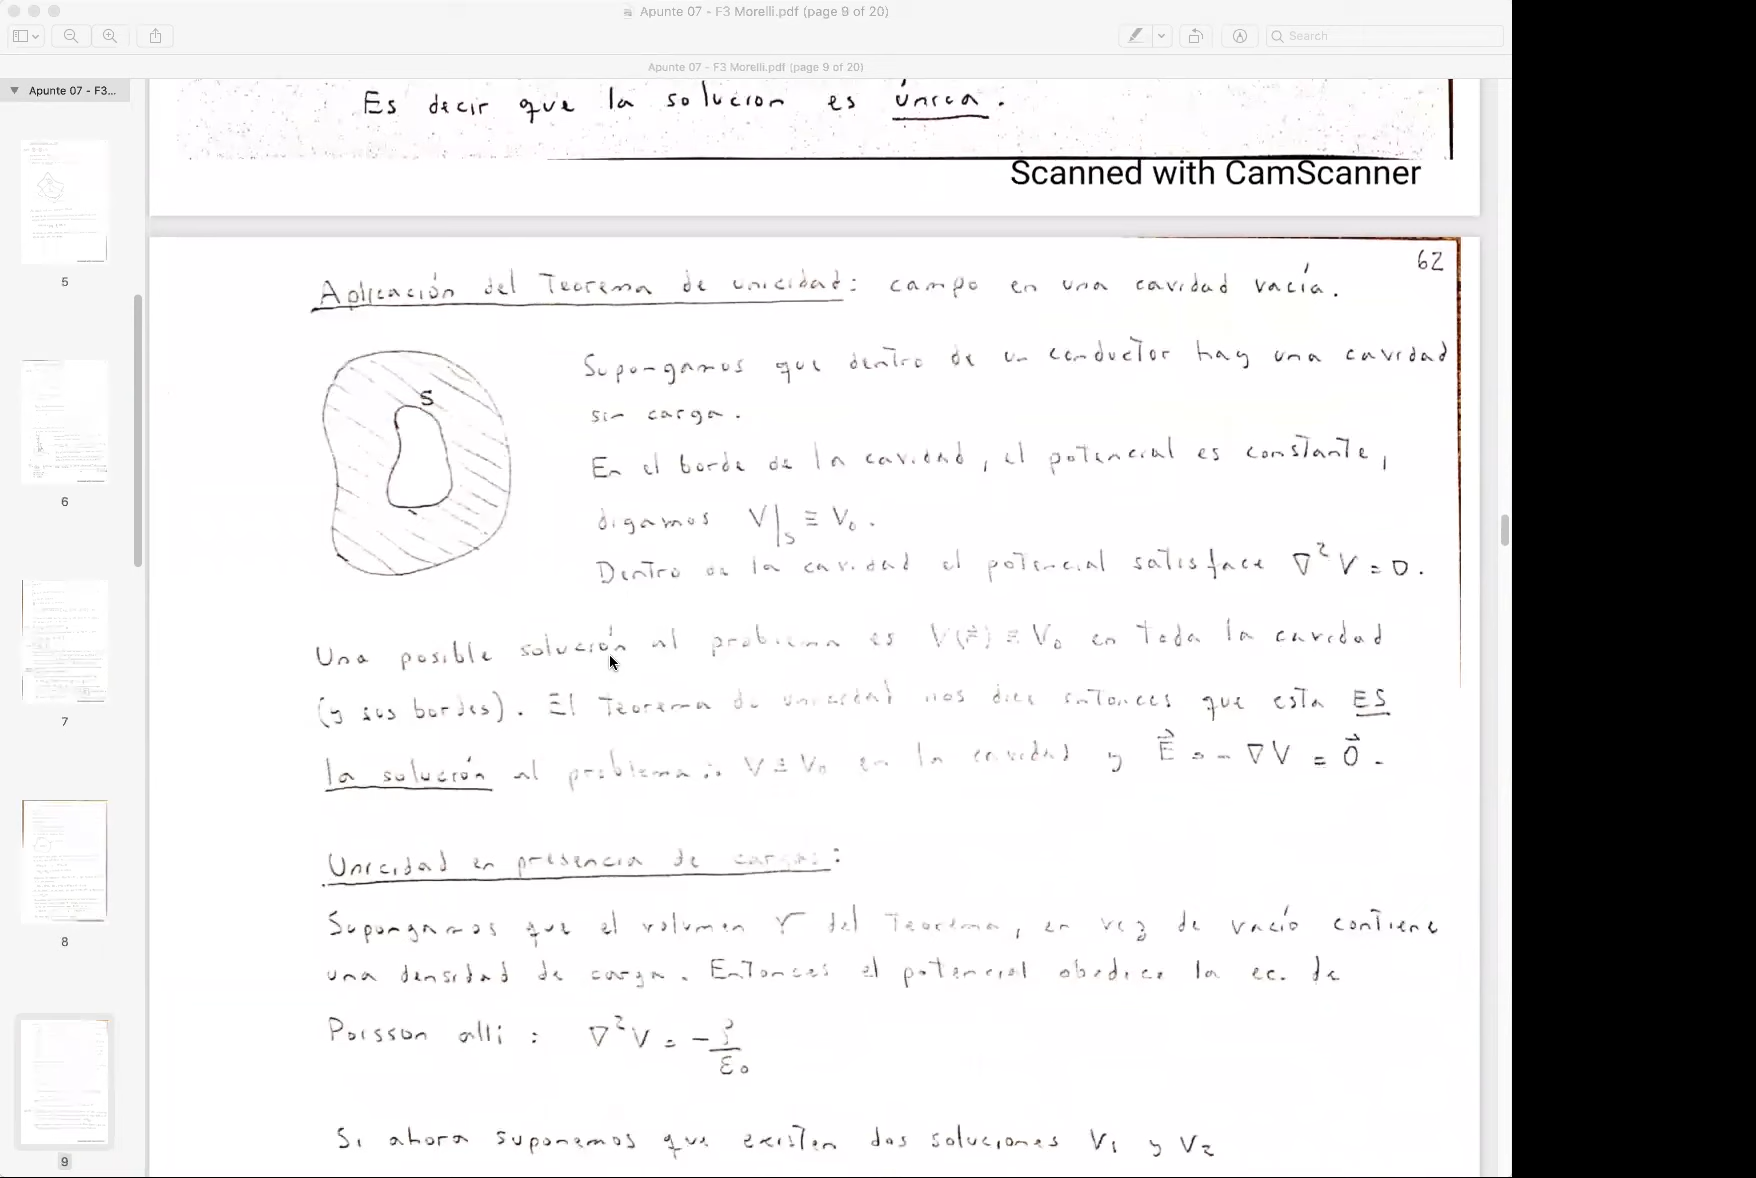 Apunte 07 - F3 Morelli.pdf (page 9 of 20)
Search
Apunte 07 - F3 Morelli.pdf (page 9 of 20)
Apunte 07 - F3...
5
6
7
8
9
Es decir que la solución es única.
Scanned with CamScanner
62
Aplicación del Teorema de unicidad: campo en una cavidad vacía.
S
Supongamos que dentro de un conductor hay una cavidad
sin carga.
En el borde de la cavidad, el potencial es constante,
digamos V|s ≡ V₀.
Dentro de la cavidad el potencial satisface ∇²V = 0.
Una posible solución al problema es V(r⃗) ≡ V₀ en toda la cavidad
(y sus bordes). El Teorema de unicidad nos dice entonces que esta ES
la solución al problema ∴ V ≡ V₀ en la cavidad y E⃗ = -∇V = 0⃗.
Unicidad en presencia de cargas:
Supongamos que el volumen ϒ del Teorema, en vez de vacío contiene
una densidad de carga. Entonces el potencial obedece la ec. de
Poisson allí: ∇²V = -ρ/ε₀
Si ahora suponemos que existen dos soluciones V₁ y V₂